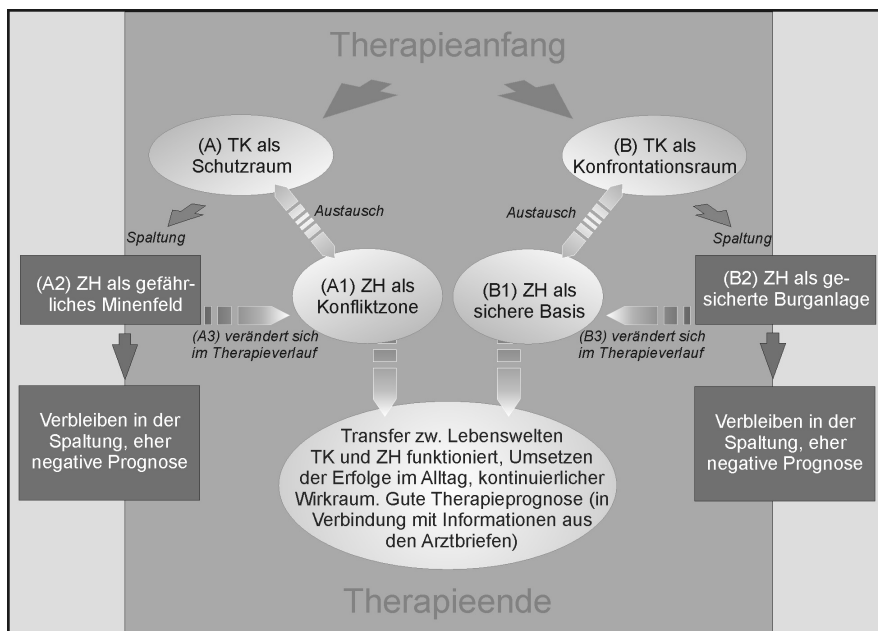 Therapieanfang
(A) TK als
Schutzraum
(B) TK als
Konfrontationsraum
Austausch
Austausch
Spaltung
Spaltung
(A2) ZH als gefähr-
liches Minenfeld
(A1) ZH als
Konfliktzone
(B1) ZH als
sichere Basis
(B2) ZH als ge-
sicherte Burganlage
(A3) verändert sich
im Therapieverlauf
(B3) verändert sich
im Therapieverlauf
Verbleiben in der
Spaltung, eher
negative Prognose
Transfer zw. Lebenswelten
TK und ZH funktioniert, Umsetzen
der Erfolge im Alltag, kontinuierlicher
Wirkraum. Gute Therapieprognose (in
Verbindung mit Informationen aus
den Arztbriefen)
Verbleiben in der
Spaltung, eher
negative Prognose
Therapieende